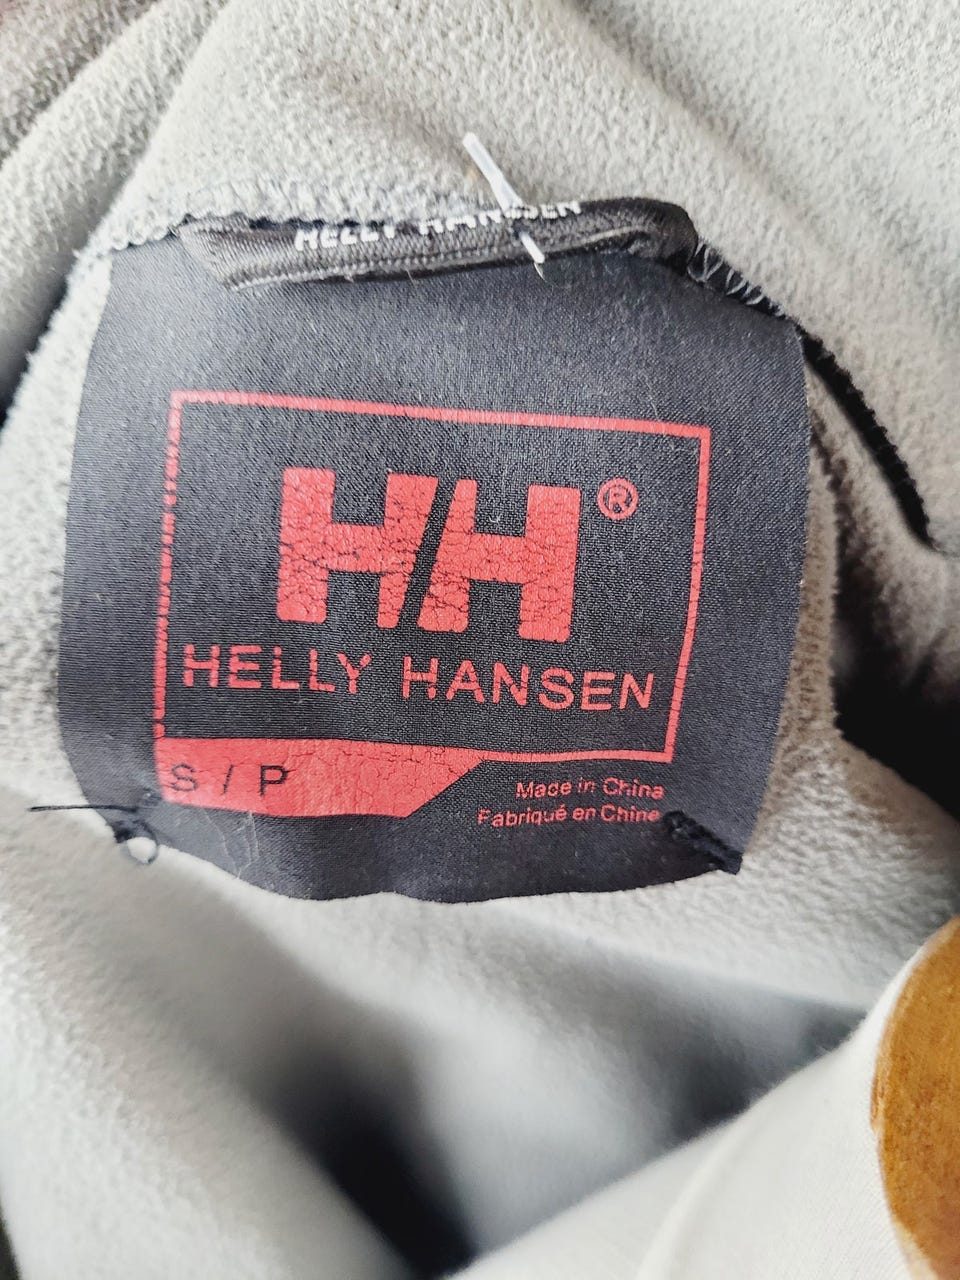 HELLY HANSEN
HH®
HELLY HANSEN
S / P
Made in China
Fabriqué en Chine